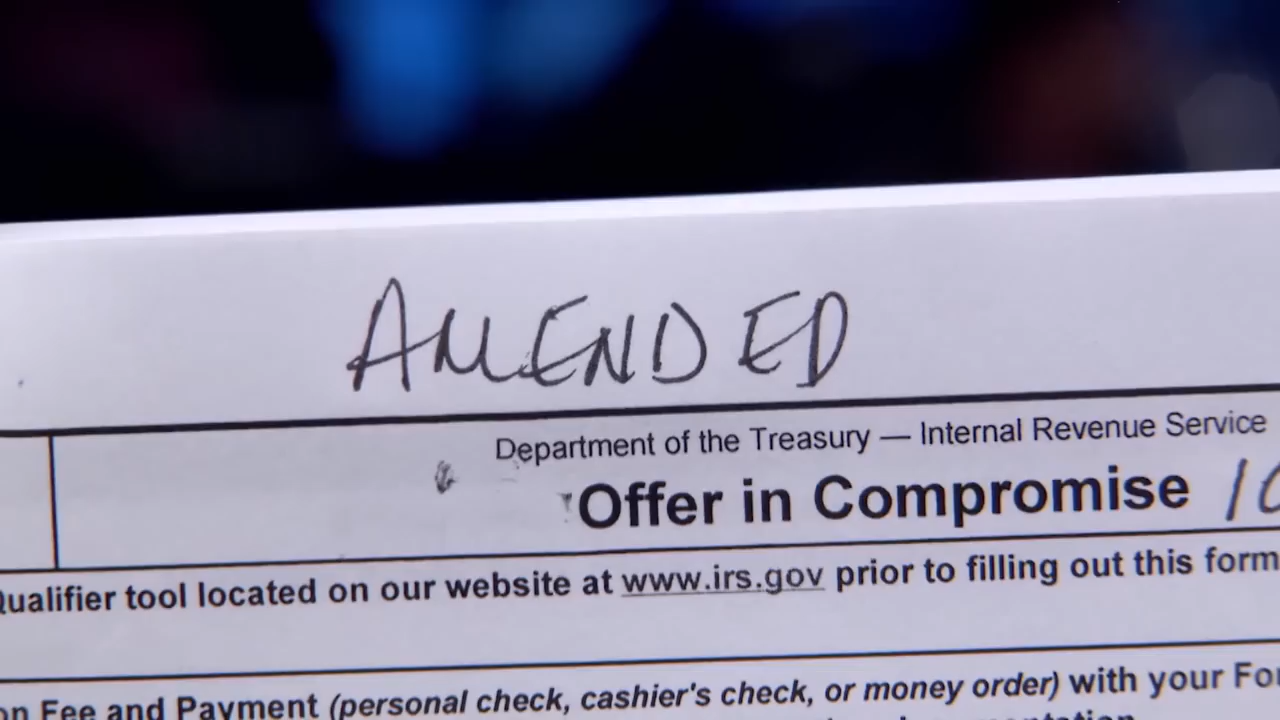 AMENDED
Department of the Treasury — Internal Revenue Service
Offer in Compromise
Qualifier tool located on our website at www.irs.gov prior to filling out this form
Fee and Payment (personal check, cashier's check, or money order) with your